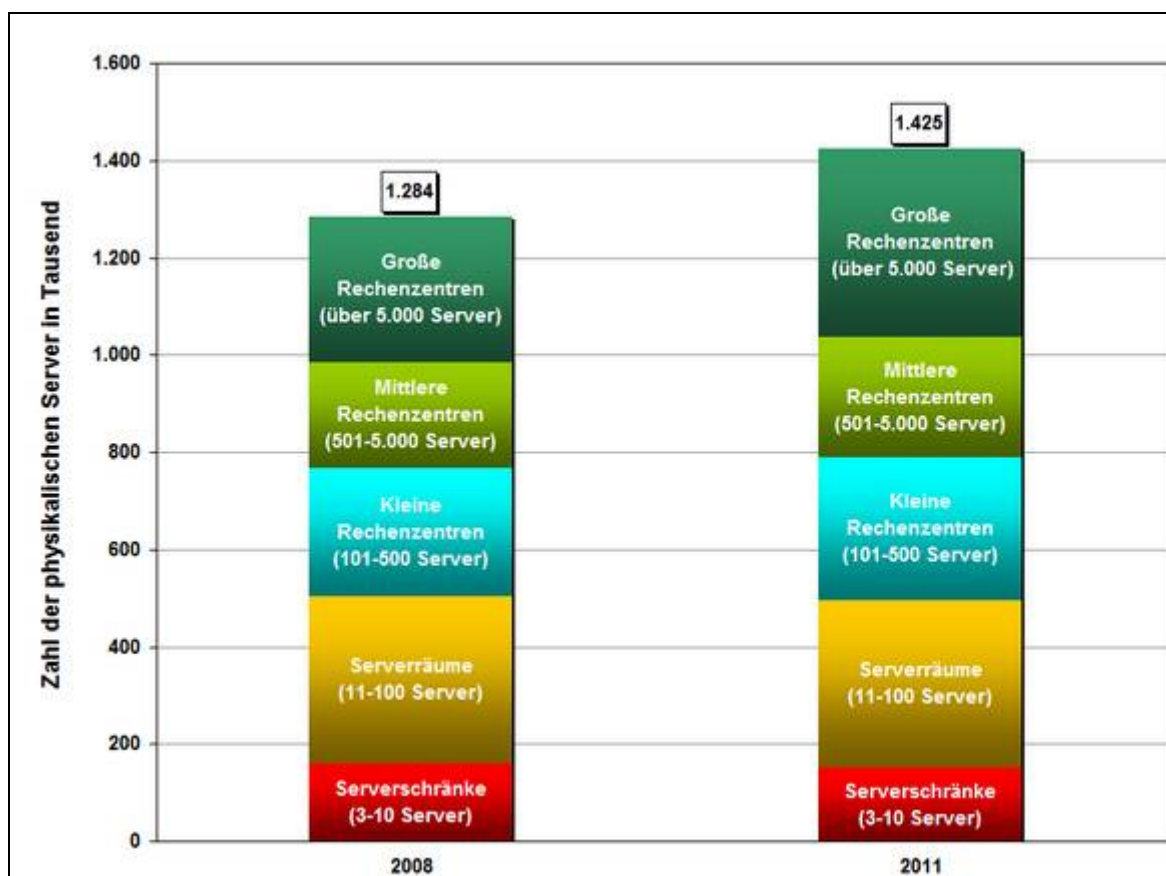 Zahl der physikalischen Server in Tausend
1.600
1.400
1.200
1.000
800
600
400
200
0
1.284
Große
Rechenzentren
(über 5.000 Server)
Mittlere
Rechenzentren
(501-5.000 Server)
Kleine
Rechenzentren
(101-500 Server)
Serverräume
(11-100 Server)
Serverschränke
(3-10 Server)
2008
1.425
Große
Rechenzentren
(über 5.000 Server)
Mittlere
Rechenzentren
(501-5.000 Server)
Kleine
Rechenzentren
(101-500 Server)
Serverräume
(11-100 Server)
Serverschränke
(3-10 Server)
2011